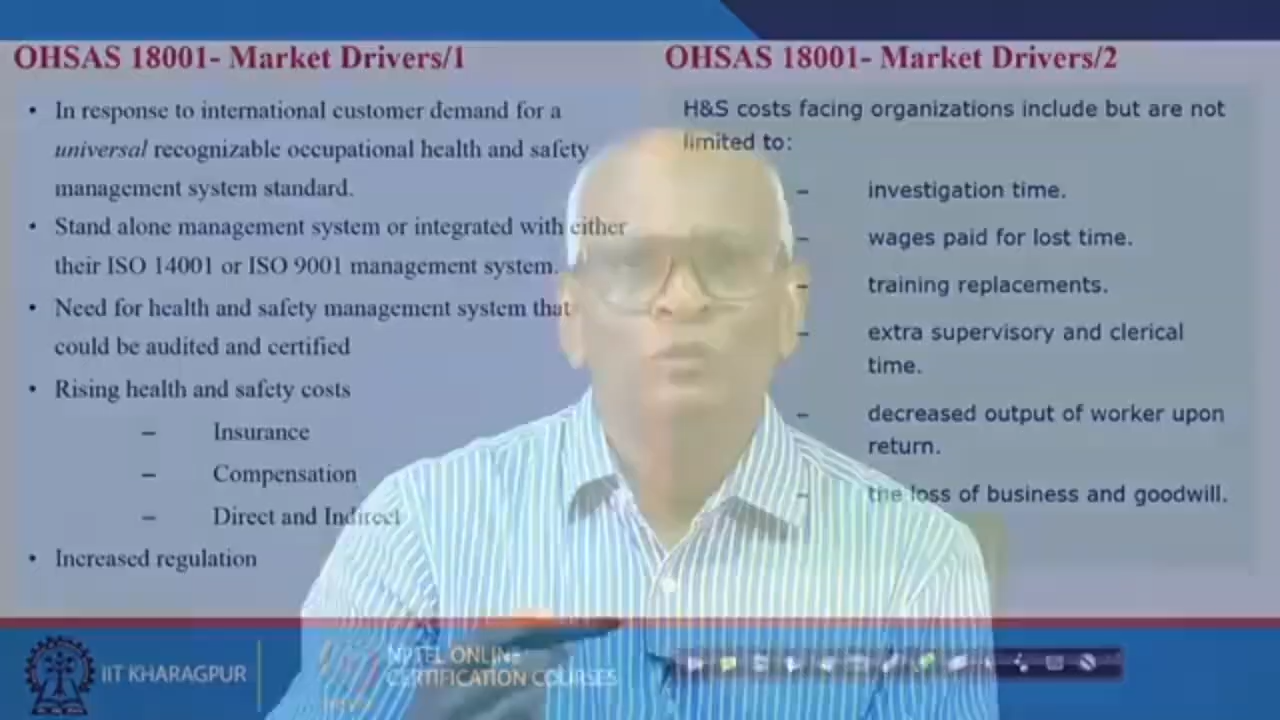 OHSAS 18001- Market Drivers/1
• In response to international customer demand for a
universal recognizable occupational health and safety
management system standard.
• Stand alone management system or integrated with either
their ISO 14001 or ISO 9001 management system.
• Need for health and safety management system that
could be audited and certified
• Rising health and safety costs
– Insurance
– Compensation
– Direct and Indirect
• Increased regulation
OHSAS 18001- Market Drivers/2
H&S costs facing organizations include but are not
limited to:
– investigation time.
– wages paid for lost time.
– training replacements.
– extra supervisory and clerical
time.
– decreased output of worker upon
return.
– the loss of business and goodwill.
IIT KHARAGPUR
NPTEL ONLINE
CERTIFICATION COURSES